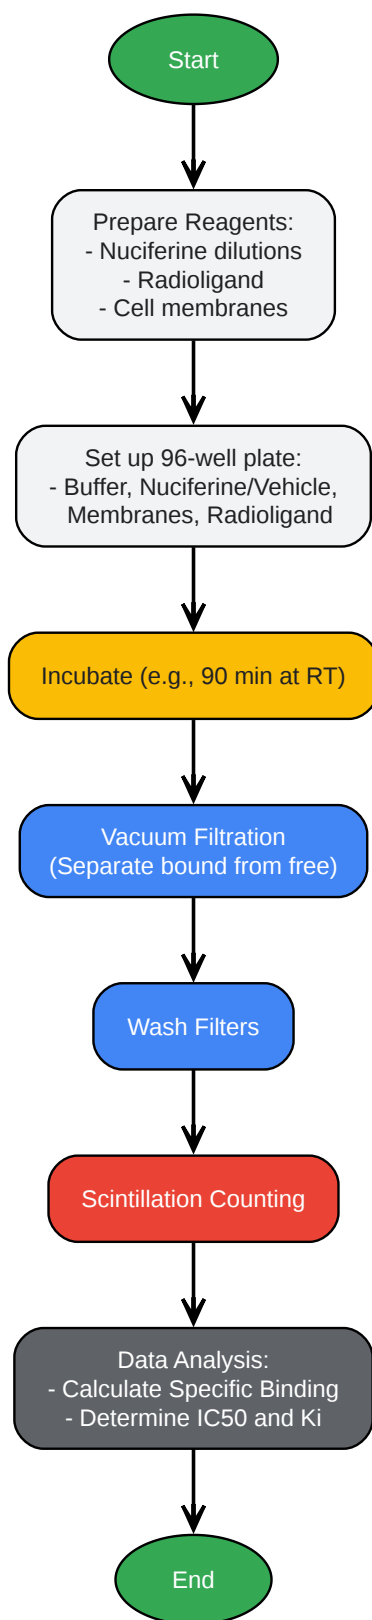 Start
Prepare Reagents:
- Nuciferine dilutions
- Radioligand
- Cell membranes
Set up 96-well plate:
- Buffer, Nuciferine/Vehicle,
Membranes, Radioligand
Incubate (e.g., 90 min at RT)
Vacuum Filtration
(Separate bound from free)
Wash Filters
Scintillation Counting
Data Analysis:
- Calculate Specific Binding
- Determine IC50 and Ki
End